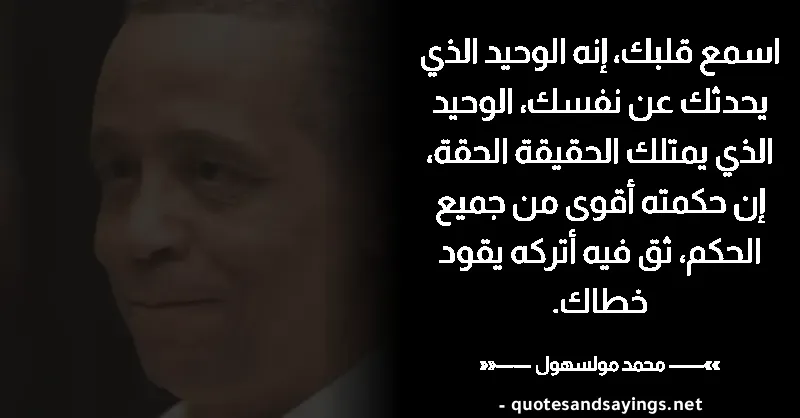 اسمع قلبك، إنه الوحيد الذي
يحدثك عن نفسك، الوحيد
الذي يمتلك الحقيقة الحقة،
إن حكمته أقوى من جميع
الحكم، ثق فيه أتركه يقود
خطاك.
»»—— محمد مولسهول ——««
- quotesandsayings.net